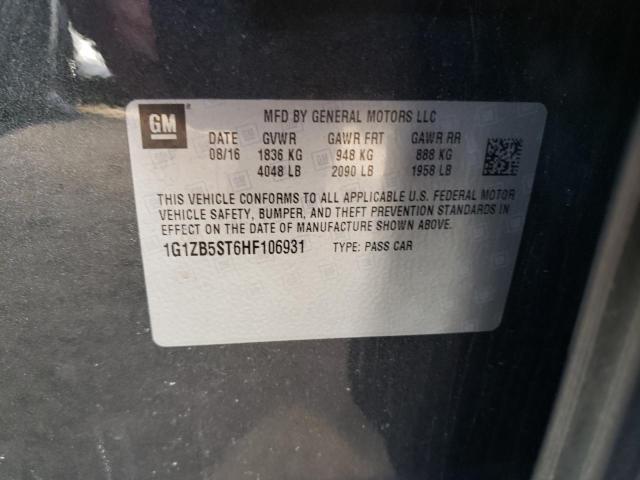 GM
MFD BY GENERAL MOTORS LLC
DATE GVWR GAWR FRT GAWR RR
08/16 1836 KG 948 KG 888 KG
4048 LB 2090 LB 1958 LB
THIS VEHICLE CONFORMS TO ALL APPLICABLE U.S. FEDERAL MOTOR
VEHICLE SAFETY, BUMPER, AND THEFT PREVENTION STANDARDS IN
EFFECT ON THE DATE OF MANUFACTURE SHOWN ABOVE.
1G1ZB5ST6HF106931 TYPE: PASS CAR